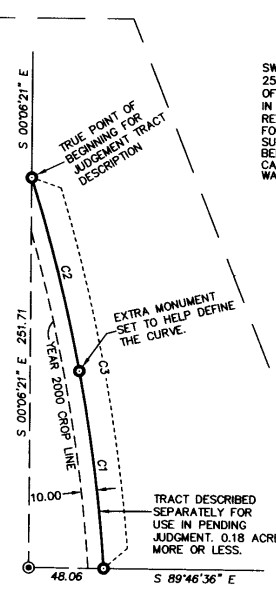 S 00°06'21" E
TRUE POINT OF
BEGINNING FOR
JUDGEMENT TRACT
DESCRIPTION
SW
25
OF
IN
RE
FO
SU
BE
CA
WA
C2
EXTRA MONUMENT
SET TO HELP DEFINE
THE CURVE.
C3
S 00°06'21" E 251.71
YEAR 2000 CROP LINE
C1
10.00
TRACT DESCRIBED
SEPARATELY FOR
USE IN PENDING
JUDGMENT. 0.18 ACRE
MORE OR LESS.
48.06
S 89°46'36" E